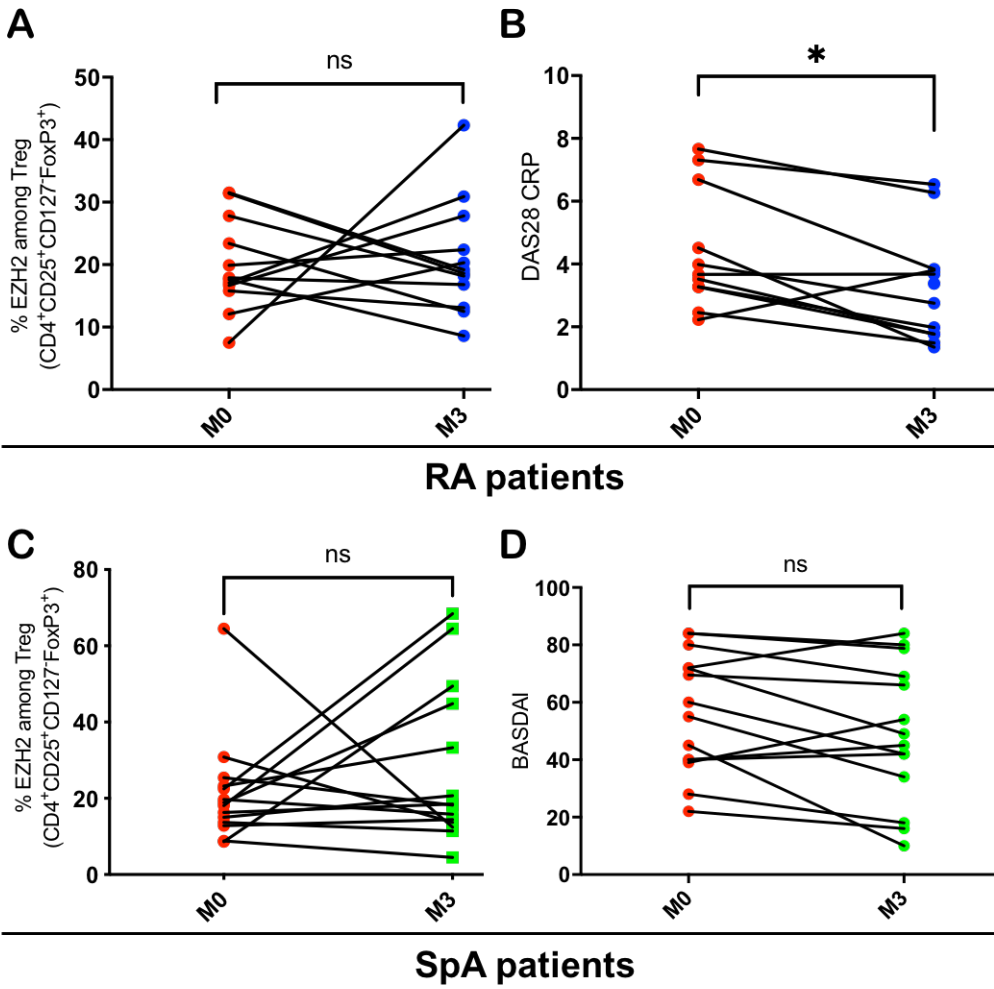 A
ns
% EZH2 among Treg
(CD4⁺CD25⁺CD127⁻FoxP3⁺)
50
40
30
20
10
0
M0
M3
B
*
DAS28 CRP
10
8
6
4
2
0
M0
M3
RA patients
C
ns
% EZH2 among Treg
(CD4⁺CD25⁺CD127⁻FoxP3⁺)
80
60
40
20
0
M0
M3
D
ns
BASDAI
100
80
60
40
20
0
M0
M3
SpA patients